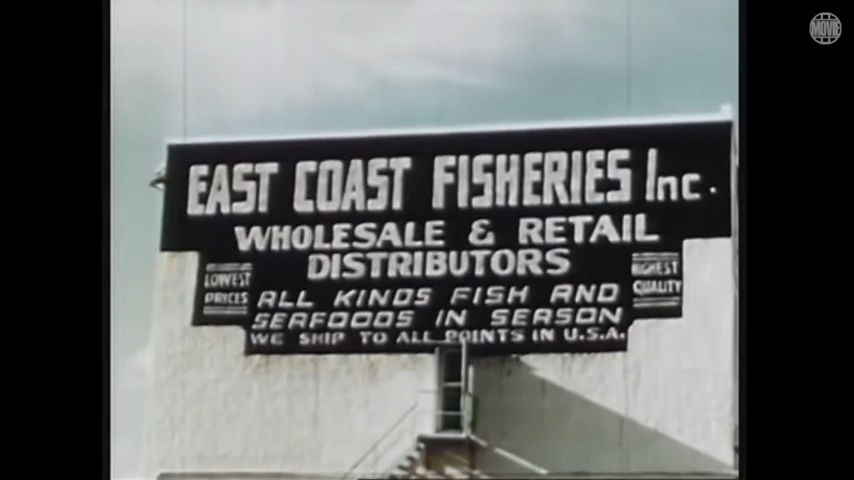 MOVIE
EAST COAST FISHERIES Inc.
WHOLESALE & RETAIL
DISTRIBUTORS
LOWEST
PRICES
HIGHEST
QUALITY
ALL KINDS FISH AND
SEAFOODS IN SEASON
WE SHIP TO ALL POINTS IN U.S.A.